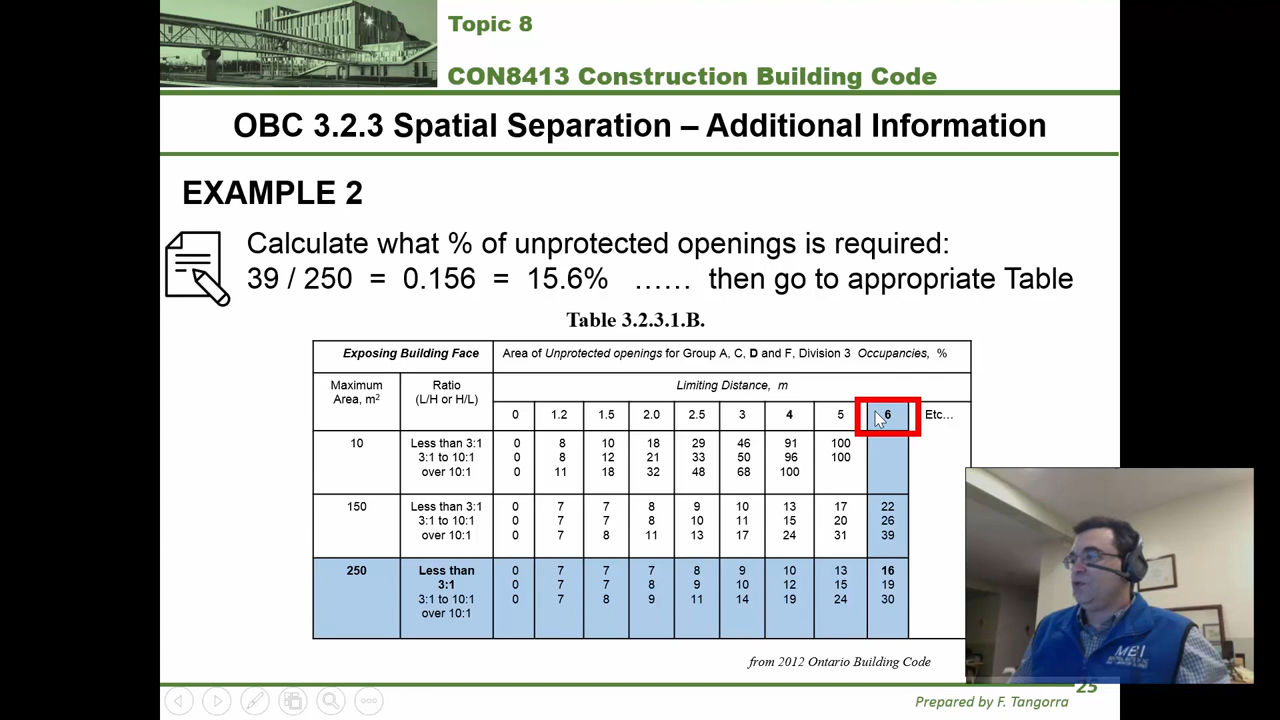 Topic 8
CON8413 Construction Building Code
OBC 3.2.3 Spatial Separation – Additional Information
EXAMPLE 2
Calculate what % of unprotected openings is required:
39 / 250 = 0.156 = 15.6% …… then go to appropriate Table
Table 3.2.3.1.B.
Exposing Building Face Area of Unprotected openings for Group A, C, D and F, Division 3 Occupancies, %
Maximum Area, m² Ratio (L/H or H/L) Limiting Distance, m
0 1.2 1.5 2.0 2.5 3 4 5 6 Etc…
10 Less than 3:1 0 8 10 18 29 46 91 100
3:1 to 10:1 0 8 12 21 33 50 96 100
over 10:1 0 11 18 32 48 68 100
150 Less than 3:1 0 7 7 8 9 10 13 17 22
3:1 to 10:1 0 7 7 8 10 11 15 20 26
over 10:1 0 7 8 11 13 17 24 31 39
250 Less than 0 7 7 7 8 9 10 13 16
3:1 0 7 7 8 9 10 12 15 19
3:1 to 10:1 0 7 8 9 11 14 19 24 30
over 10:1
from 2012 Ontario Building Code
MBI
25
Prepared by F. Tangorra